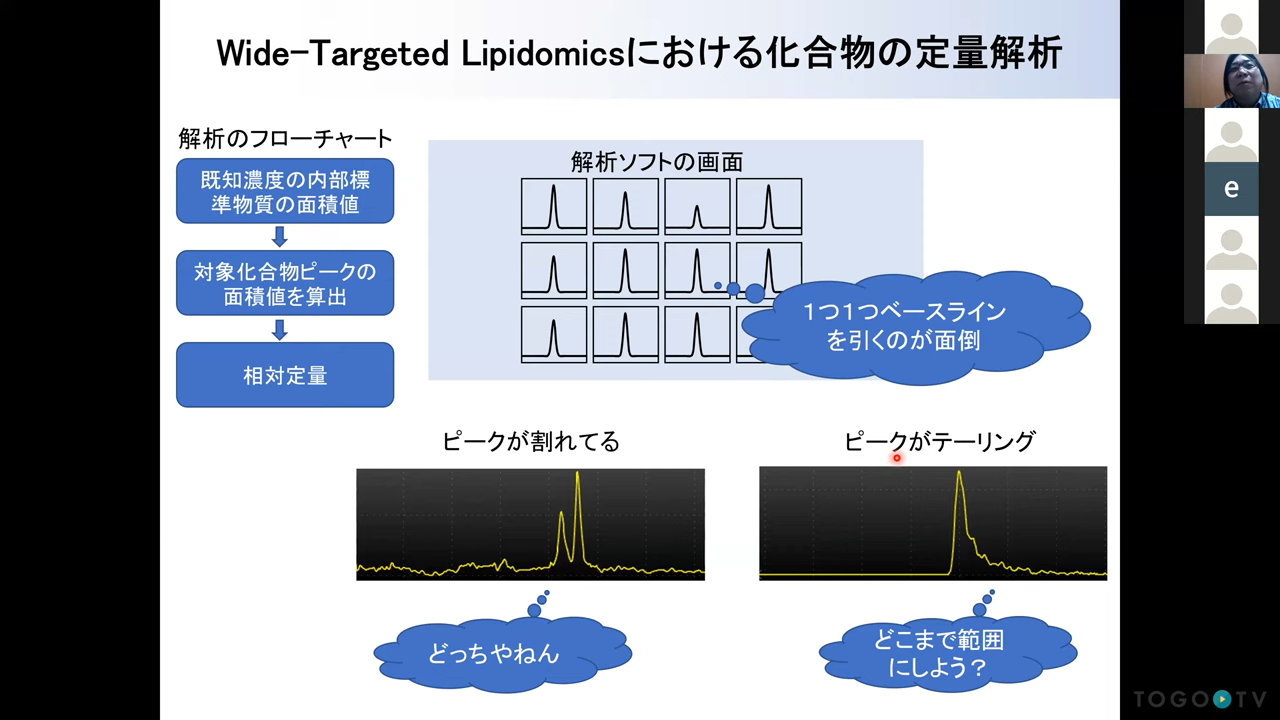 Wide-Targeted Lipidomicsにおける化合物の定量解析
解析のフローチャート
既知濃度の内部標
準物質の面積値
対象化合物ピークの
面積値を算出
相対定量
解析ソフトの画面
1つ1つベースライン
を引くのが面倒
ピークが割れてる
どっちやねん
ピークがテーリング
どこまで範囲
にしよう？
e
TOGO TV